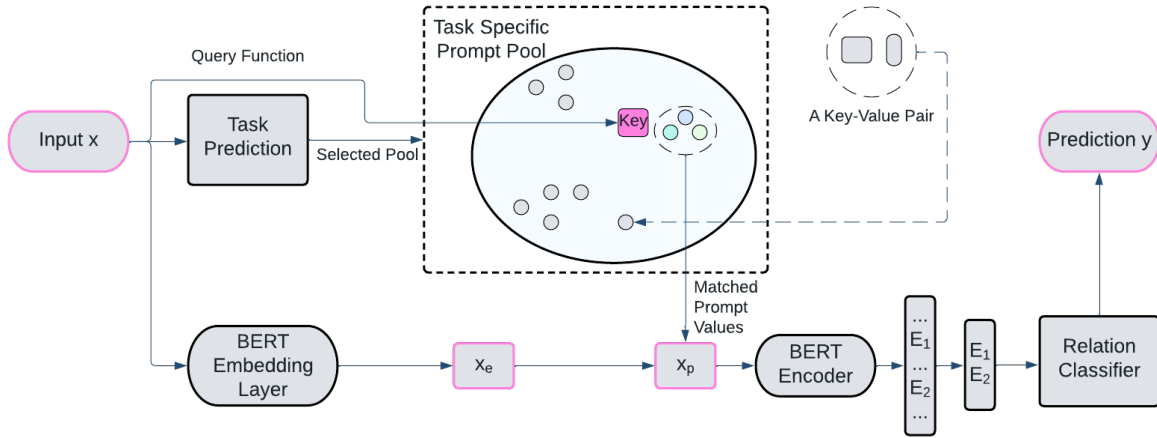 Task Specific
Prompt Pool
Query Function
Key
A Key-Value Pair
Input x
Task
Prediction
Selected Pool
Prediction y
Matched
Prompt
Values
BERT
Embedding
Layer
xₑ
xₚ
BERT
Encoder
...
E₁
...
E₂
...
E₁
E₂
Relation
Classifier